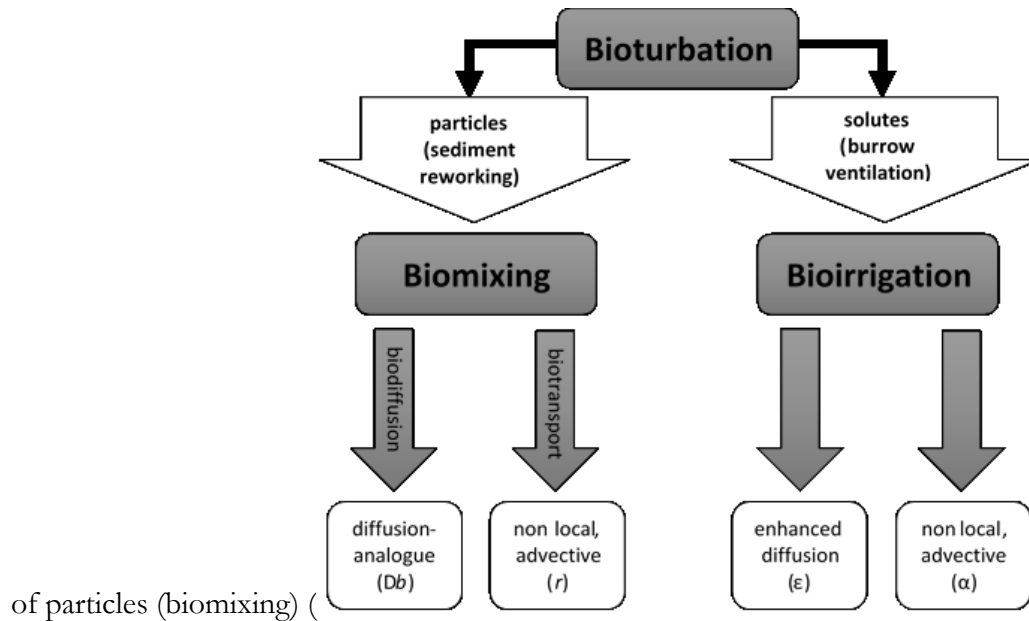 Bioturbation
particles
(sediment
reworking)
solutes
(burrow
ventilation)
Biomixing
Bioirrigation
biodiffusion
biotransport
diffusion-
analogue
(Db)
non local,
advective
(r)
enhanced
diffusion
(ε)
non local,
advective
(α)
of particles (biomixing) (